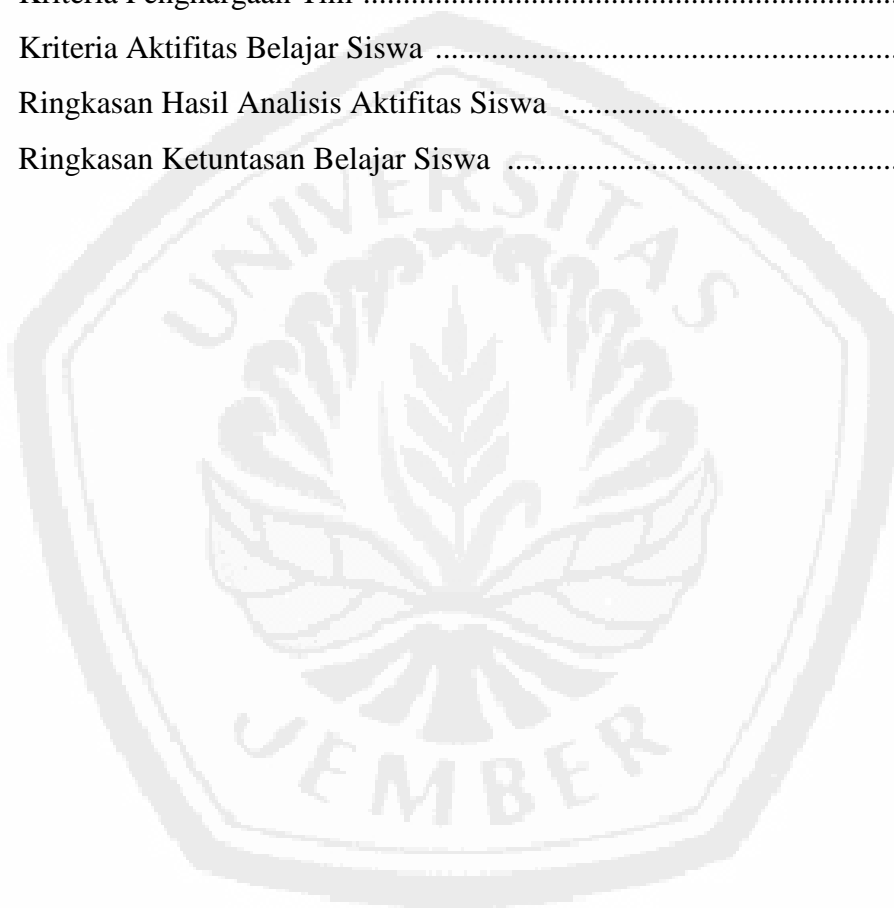 Kriteria Penghargaan Tim ..................................................................
Kriteria Aktifitas Belajar Siswa .........................................................
Ringkasan Hasil Analisis Aktifitas Siswa .........................................
Ringkasan Ketuntasan Belajar Siswa ................................................
UNIVERSITAS
JEMBER